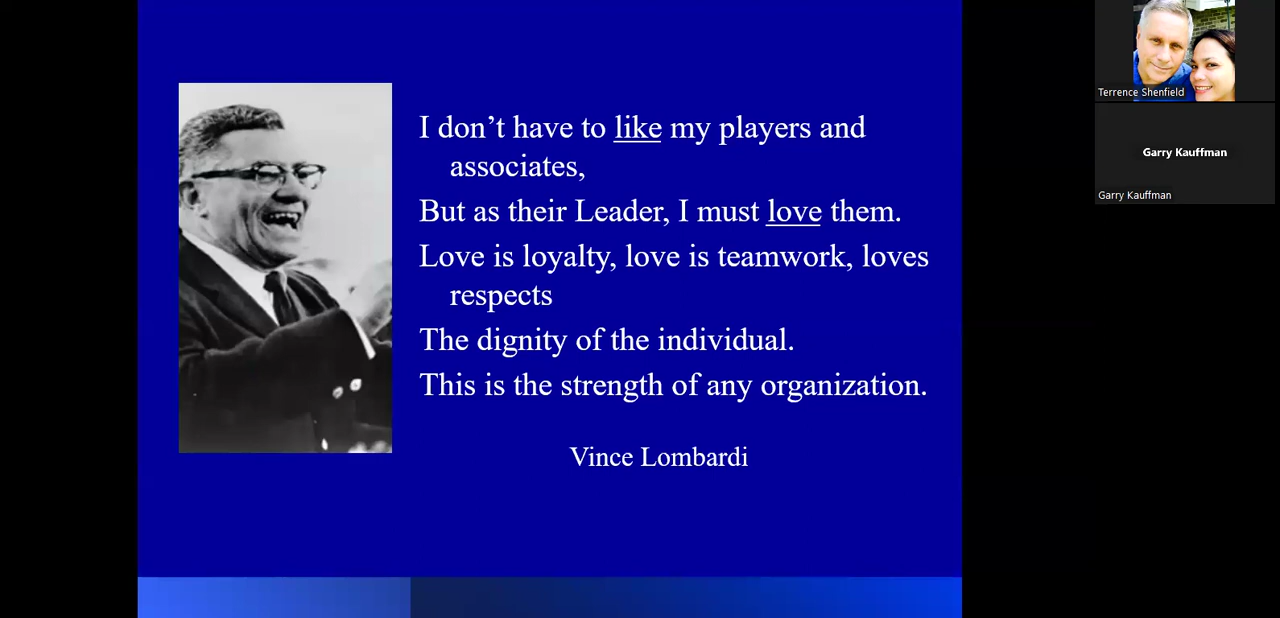 I don’t have to like my players and
associates,
But as their Leader, I must love them.
Love is loyalty, love is teamwork, loves
respects
The dignity of the individual.
This is the strength of any organization.
Vince Lombardi
Terrence Shenfield
Garry Kauffman
Garry Kauffman